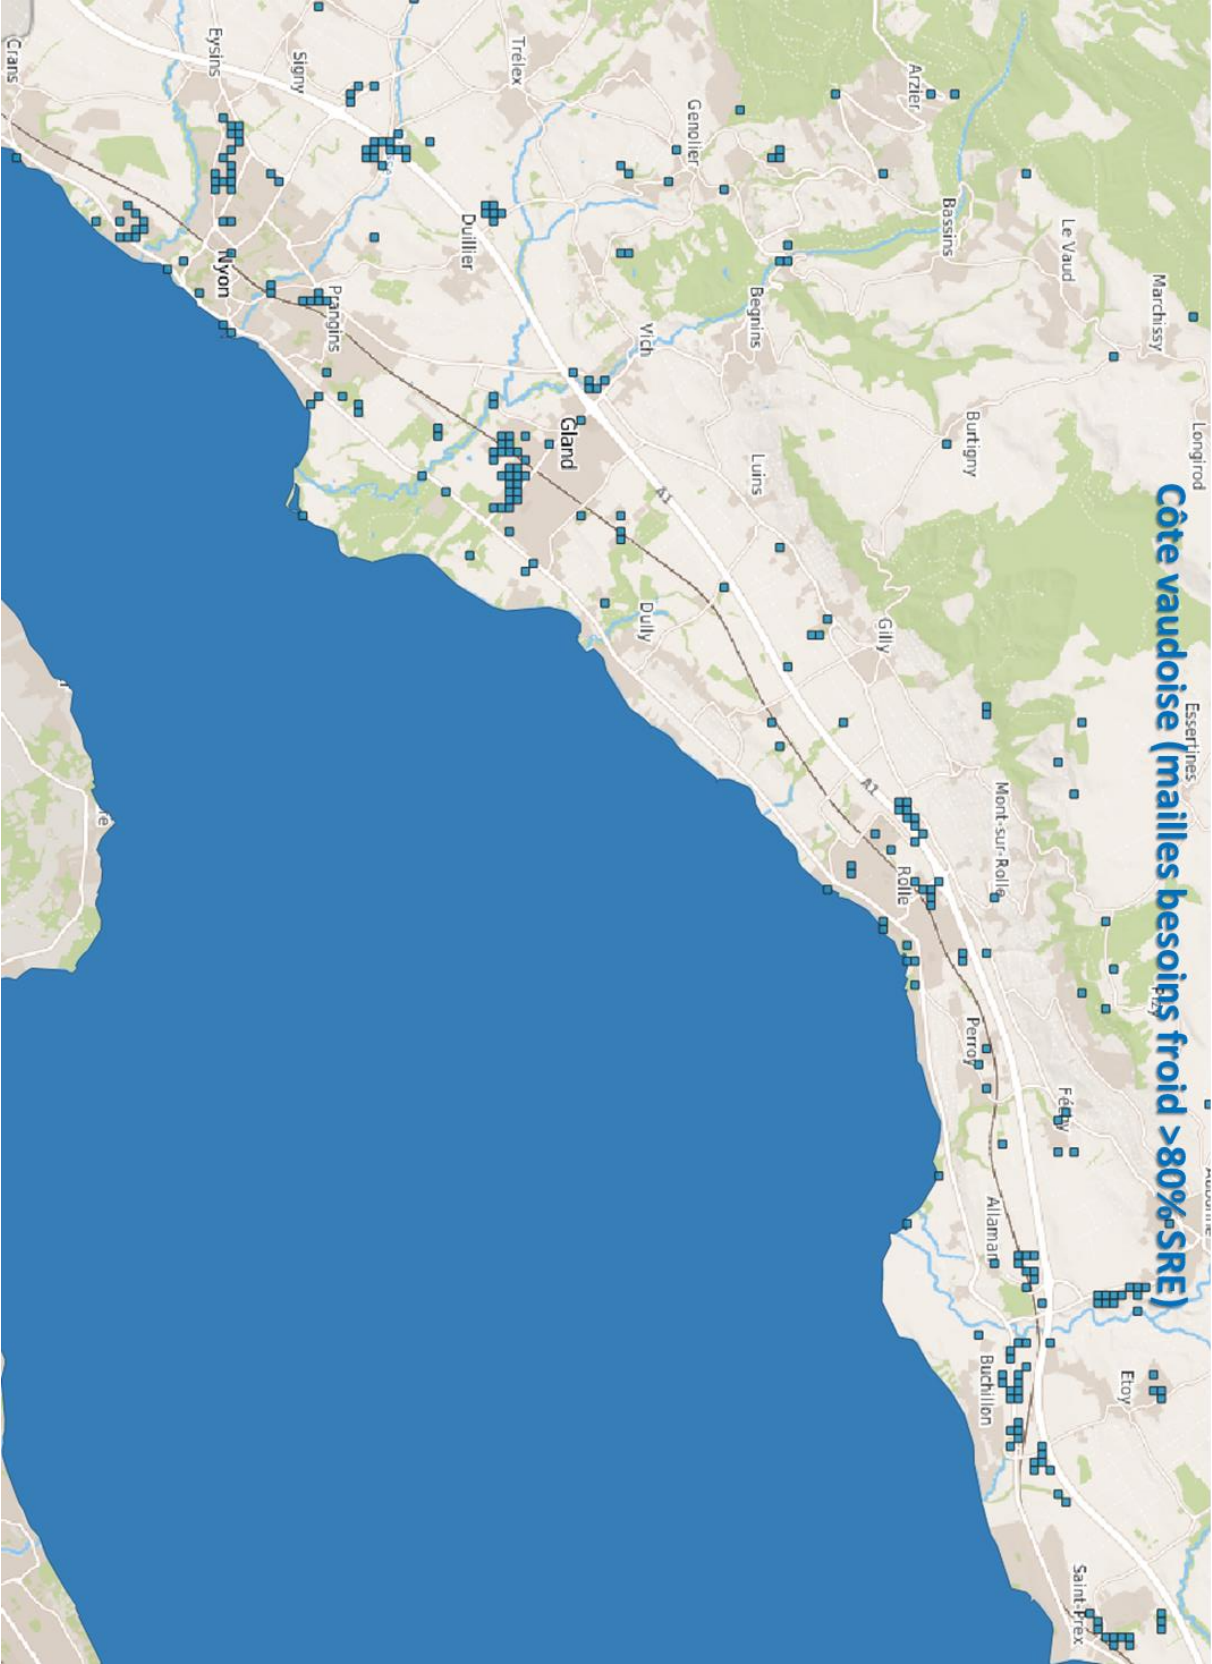 Côte vaudoise (mailles besoins froid >80% SRE)
Longirod
Essertines
Marchissy
Le Vaud
Burtigny
Bassins
Arzier
Mont-sur-Rolle
Féchy
Etoy
Saint-Prex
Gilly
Luins
Begnins
Genolier
A1
A1
Rolle
Perroy
Allaman
Buchillon
Vich
Dully
Gland
Trélex
Duillier
Prangins
Signy
Nyon
Eysins
Crans